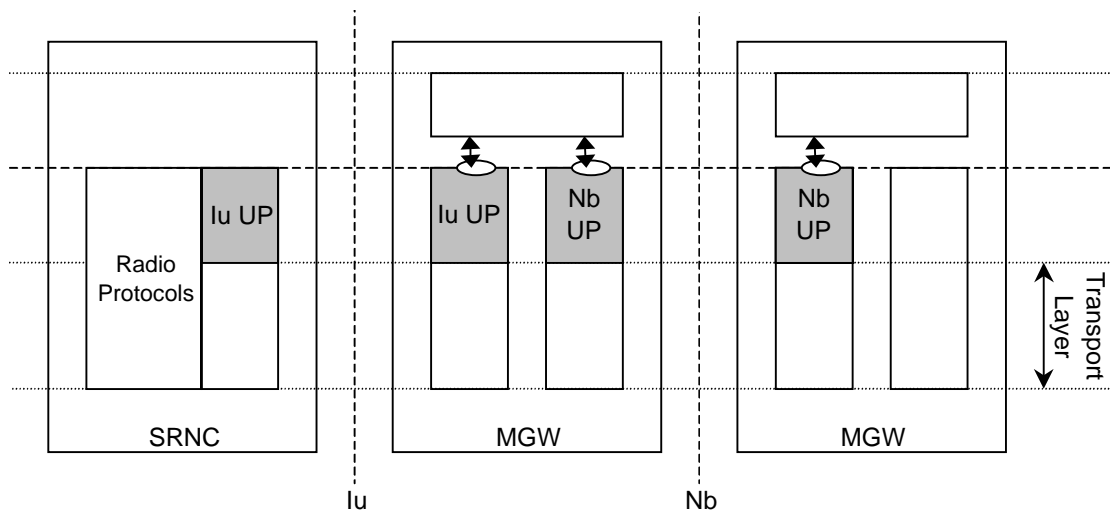 Iu UP
Radio
Protocols
SRNC
Iu UP
Nb
UP
MGW
Nb
UP
MGW
Transport
Layer
Iu
Nb